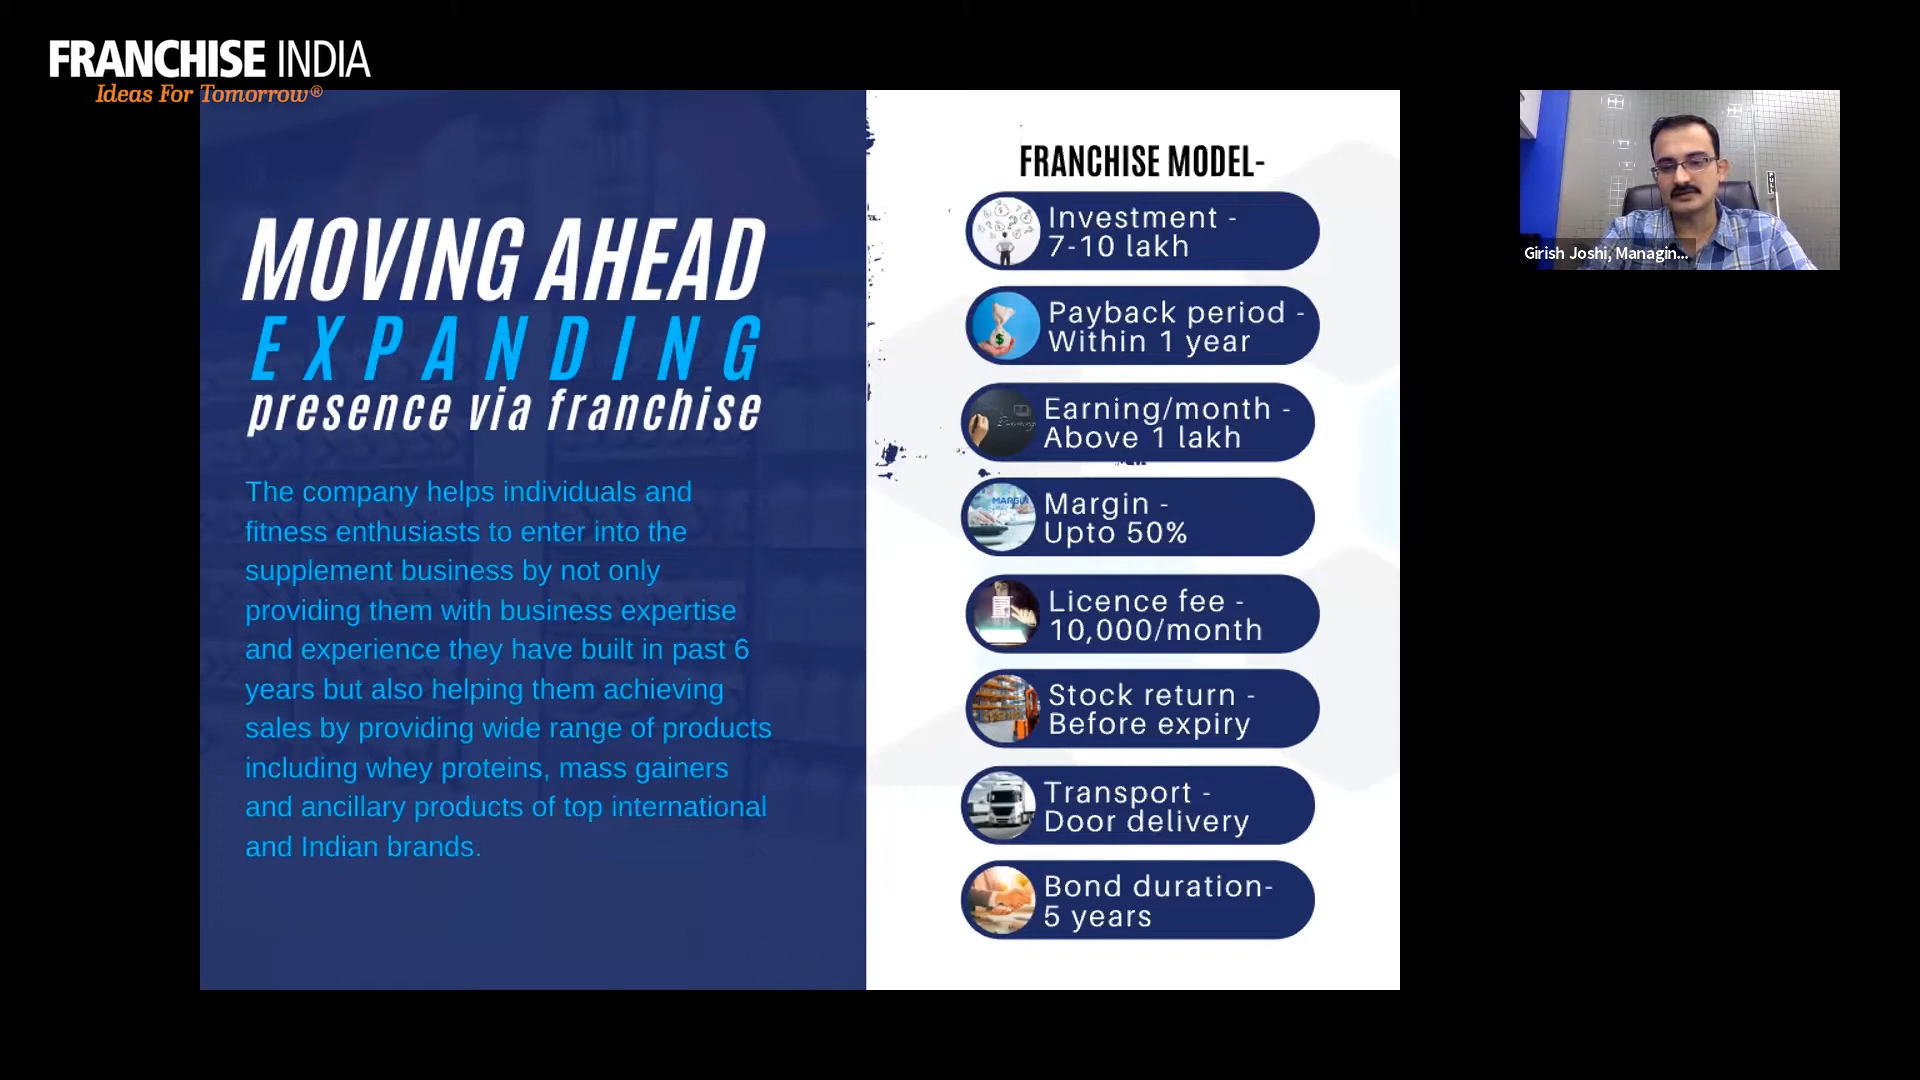 FRANCHISE INDIA
Ideas For Tomorrow®
MOVING AHEAD
EXPANDING
presence via franchise
The company helps individuals and
fitness enthusiasts to enter into the
supplement business by not only
providing them with business expertise
and experience they have built in past 6
years but also helping them achieving
sales by providing wide range of products
including whey proteins, mass gainers
and ancillary products of top international
and Indian brands.
FRANCHISE MODEL-
Investment -
7-10 lakh
Payback period -
Within 1 year
Earning/month -
Above 1 lakh
MARGIN
Margin -
Upto 50%
Licence fee -
10,000/month
Stock return -
Before expiry
Transport -
Door delivery
Bond duration-
5 years
PULL
Girish Joshi, Managin...